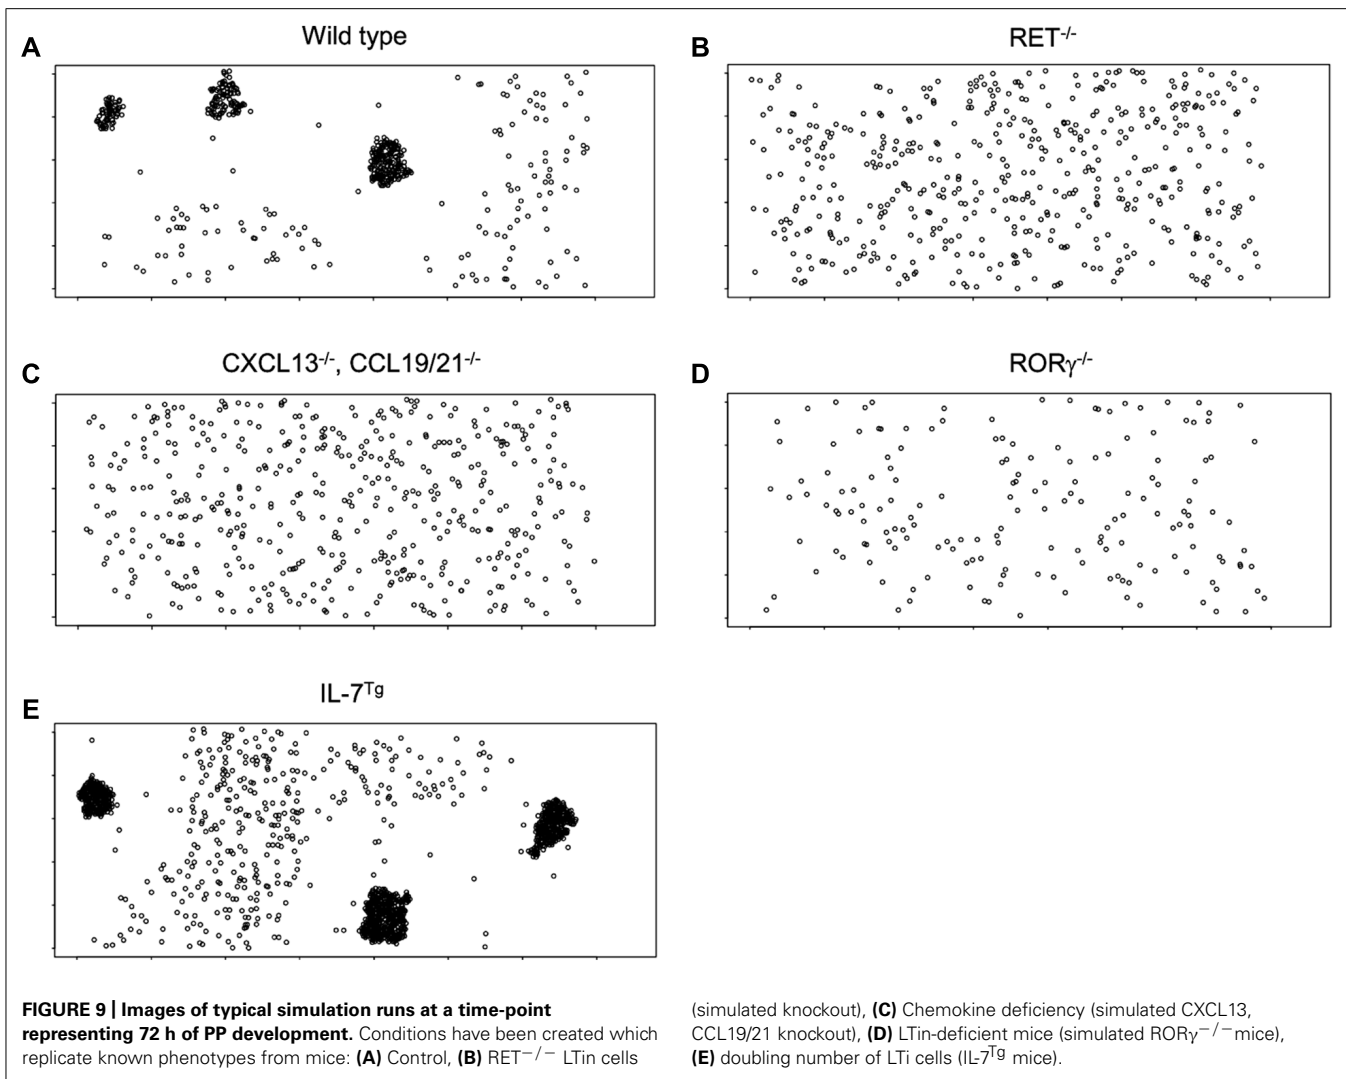 A
Wild type
B
RET-/-
C
CXCL13-/-, CCL19/21-/-
D
RORγ-/-
E
IL-7Tg
FIGURE 9 | Images of typical simulation runs at a time-point
representing 72 h of PP development. Conditions have been created which
replicate known phenotypes from mice: (A) Control, (B) RET−/− LTin cells
(simulated knockout), (C) Chemokine deficiency (simulated CXCL13,
CCL19/21 knockout), (D) LTin-deficient mice (simulated RORγ−/−mice),
(E) doubling number of LTi cells (IL-7Tg mice).